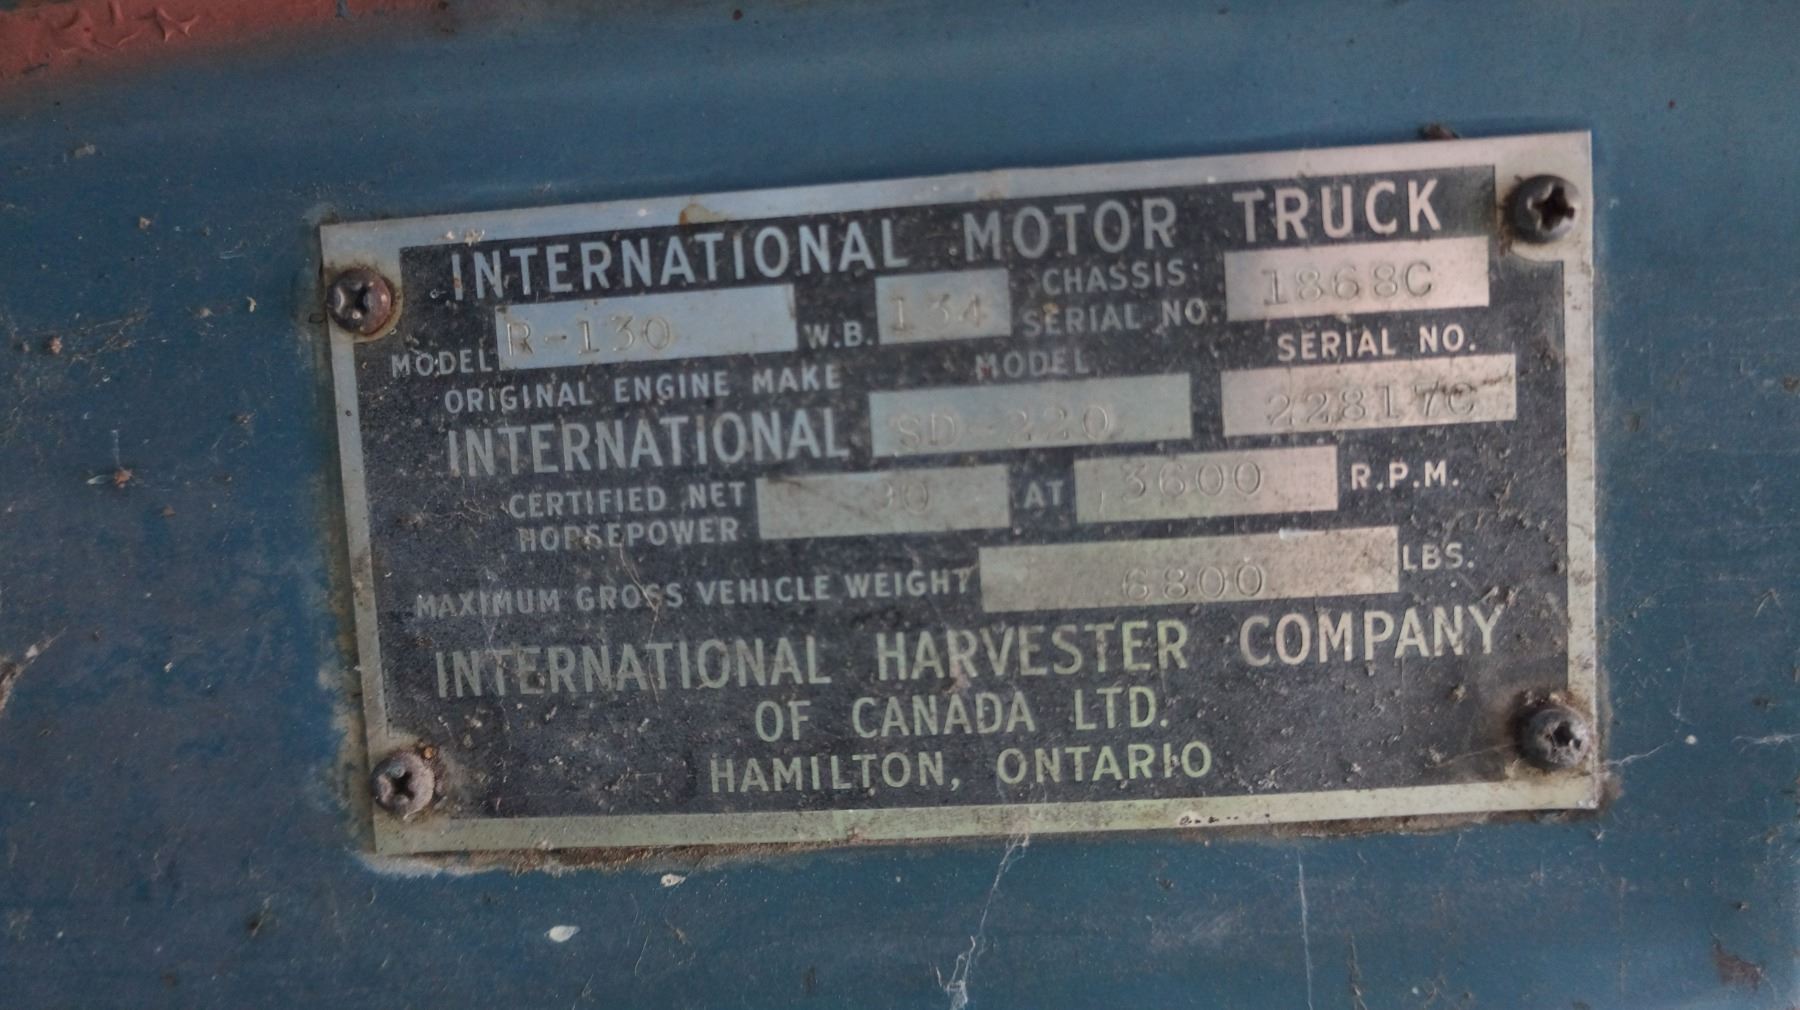 INTERNATIONAL MOTOR TRUCK
MODEL R-130 W.B. 134 CHASSIS SERIAL NO. 1868C
ORIGINAL ENGINE MAKE MODEL SERIAL NO.
INTERNATIONAL SD-220 22817C
CERTIFIED NET HORSEPOWER 90 AT 3600 R.P.M.
MAXIMUM GROSS VEHICLE WEIGHT 6800 LBS.
INTERNATIONAL HARVESTER COMPANY
OF CANADA LTD.
HAMILTON, ONTARIO